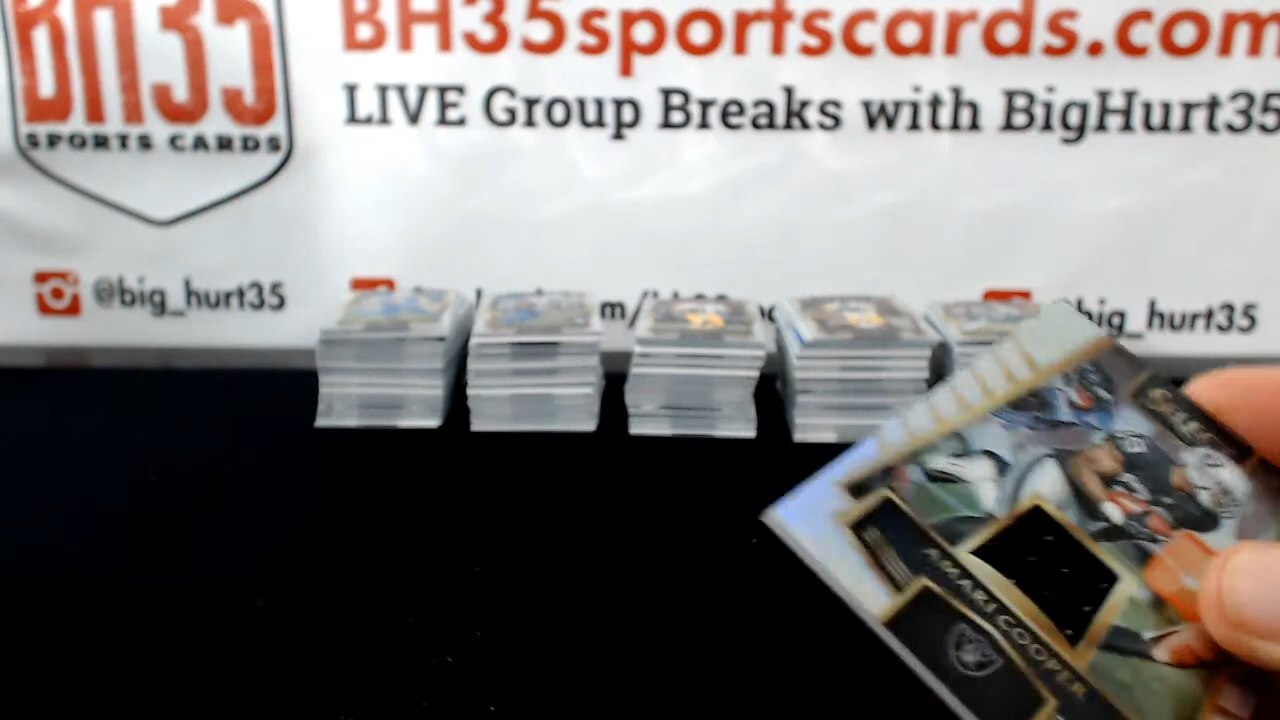 BH35
SPORTS CARDS
BH35sportscards.com
LIVE Group Breaks with BigHurt35
@big_hurt35
big_hurt35
AMARI COOPER